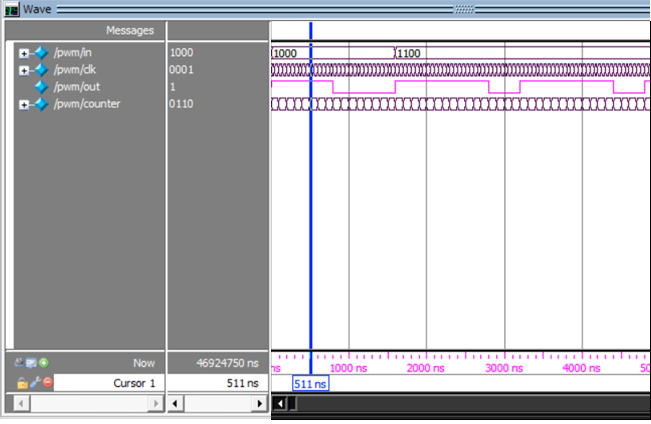 Wave
Messages
/pwm/in 1000 1000 1100
/pwm/clk 0001
/pwm/out 1
/pwm/counter 0110
Now 46924750 ns ns 1000 ns 2000 ns 3000 ns 4000 ns 50
Cursor 1 511 ns 511 ns